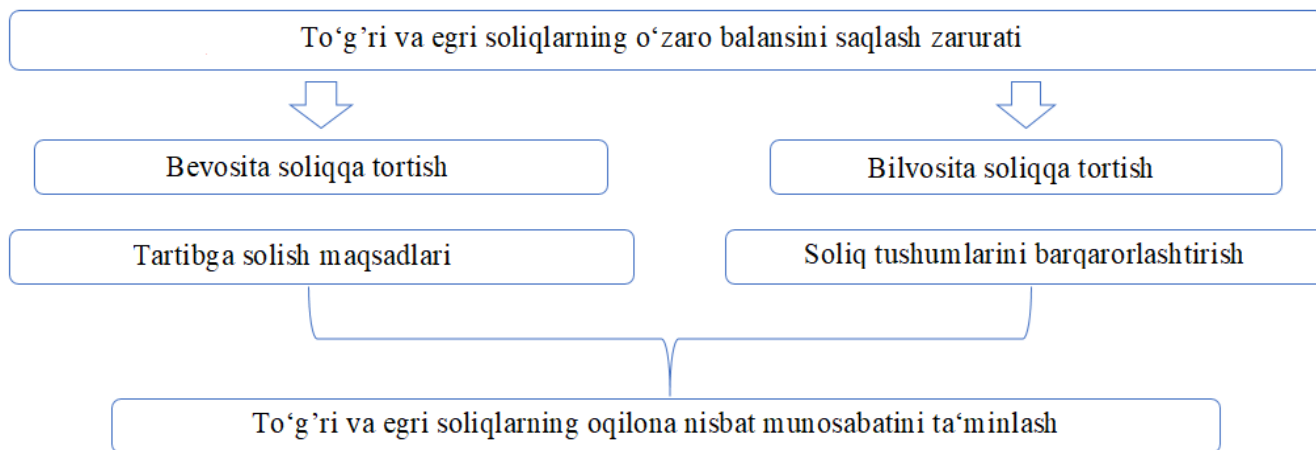 To‘g’ri va egri soliqlarning o‘zaro balansini saqlash zarurati
Bevosita soliqqa tortish
Bilvosita soliqqa tortish
Tartibga solish maqsadlari
Soliq tushumlarini barqarorlashtirish
To‘g’ri va egri soliqlarning oqilona nisbat munosabatini ta‘minlash